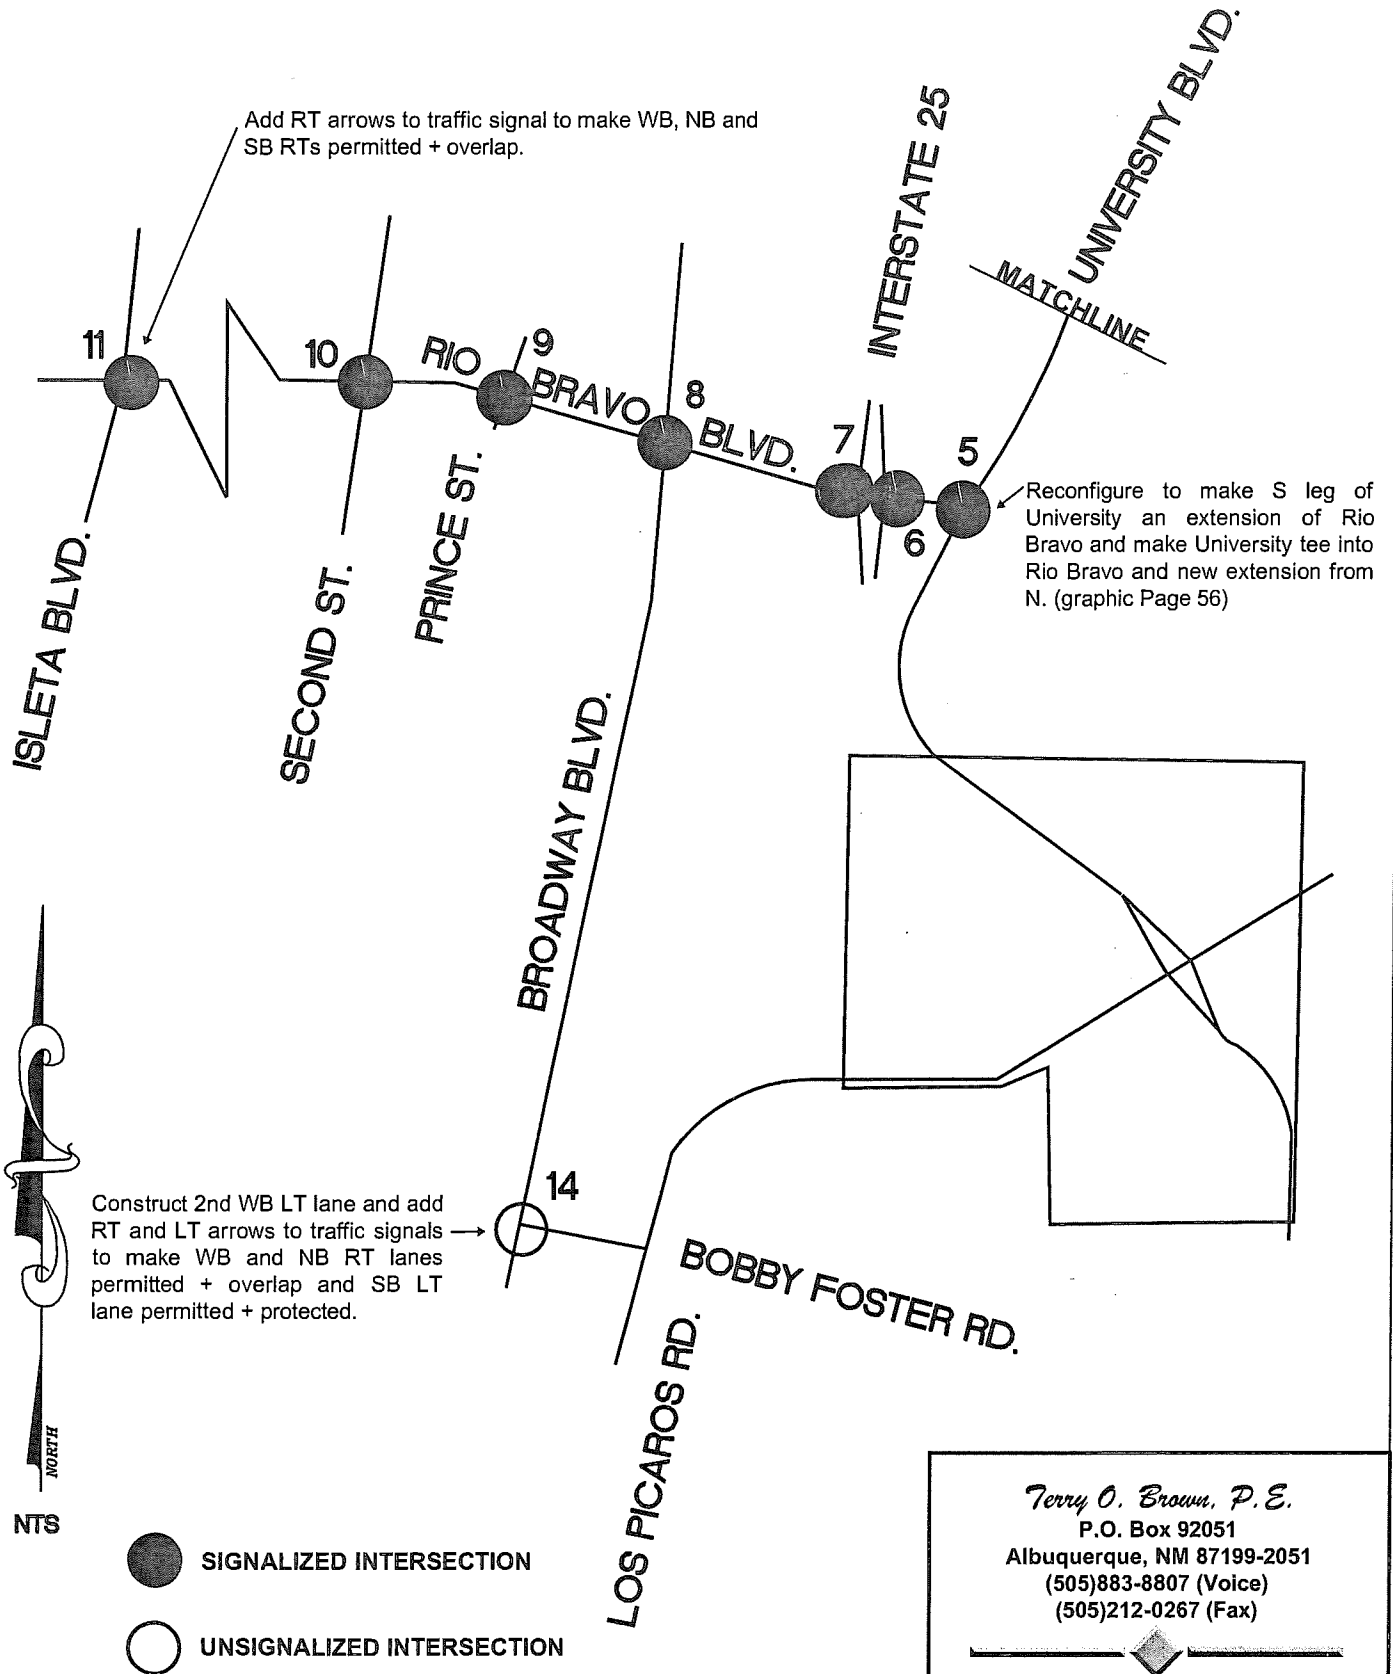 UNIVERSITY BLVD.
INTERSTATE 25
Add RT arrows to traffic signal to make WB, NB and
SB RTs permitted + overlap.
MATCHLINE
11
10
RIO
9
BRAVO
8
BLVD.
7
5
6
Reconfigure to make S leg of
University an extension of Rio
Bravo and make University tee into
Rio Bravo and new extension from
N. (graphic Page 56)
ISLETA BLVD.
SECOND ST.
PRINCE ST.
BROADWAY BLVD.
14
Construct 2nd WB LT lane and add
RT and LT arrows to traffic signals
to make WB and NB RT lanes
permitted + overlap and SB LT
lane permitted + protected.
BOBBY FOSTER RD.
LOS PICAROS RD.
NORTH
NTS
SIGNALIZED INTERSECTION
UNSIGNALIZED INTERSECTION
Terry O. Brown, P.E.
P.O. Box 92051
Albuquerque, NM 87199-2051
(505)883-8807 (Voice)
(505)212-0267 (Fax)